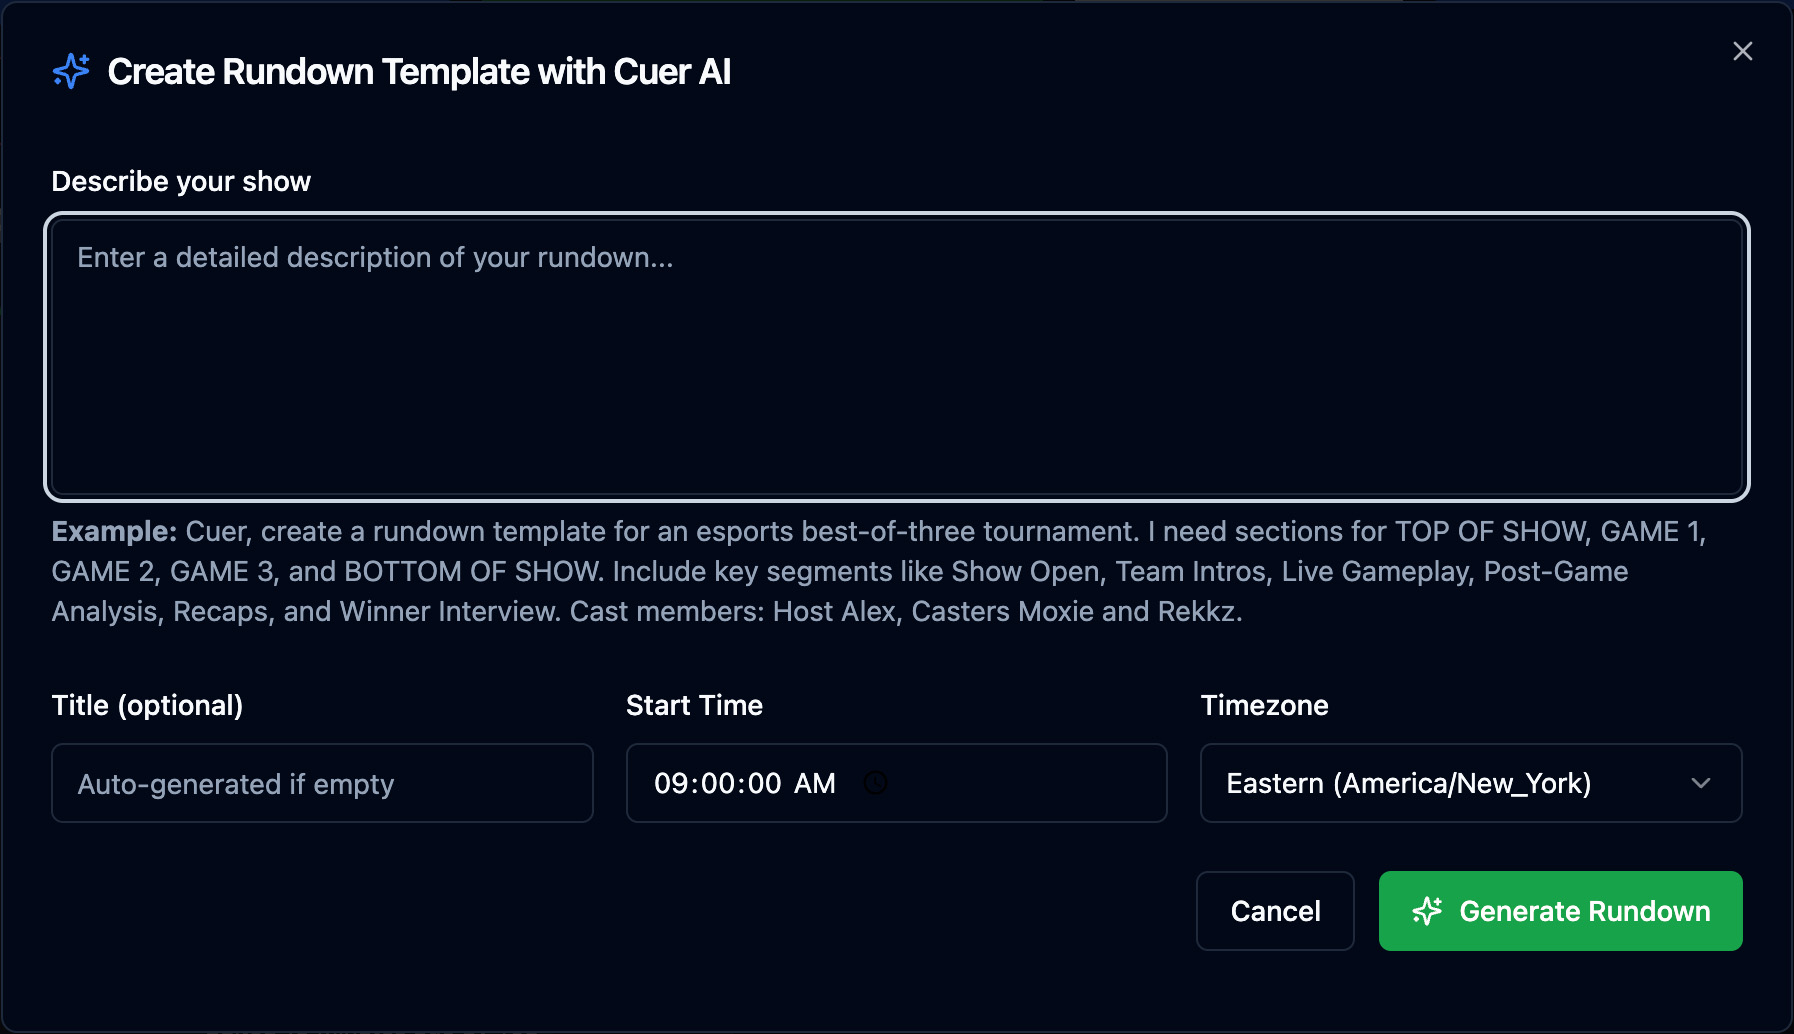 Create Rundown Template with Cuer AI
Describe your show
Enter a detailed description of your rundown...
Example: Cuer, create a rundown template for an esports best-of-three tournament. I need sections for TOP OF SHOW, GAME 1,
GAME 2, GAME 3, and BOTTOM OF SHOW. Include key segments like Show Open, Team Intros, Live Gameplay, Post-Game
Analysis, Recaps, and Winner Interview. Cast members: Host Alex, Casters Moxie and Rekkz.
Title (optional)
Start Time
Timezone
Auto-generated if empty
09:00:00 AM
Eastern (America/New_York)
Cancel
Generate Rundown